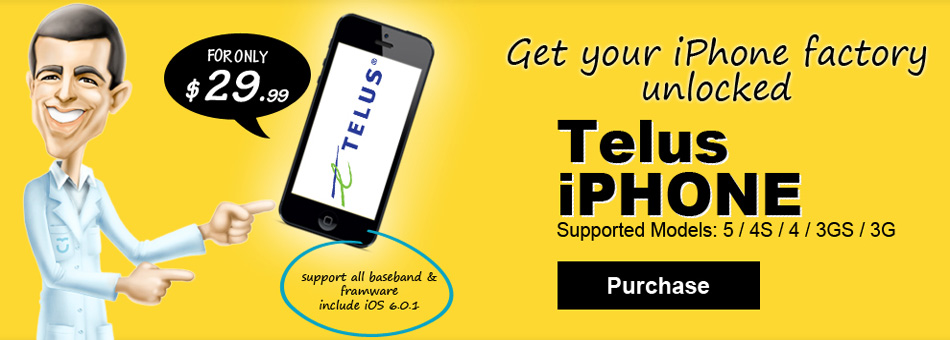 FOR ONLY
$ 29.99
TELUS®
Get your iPhone factory
unlocked
Telus
iPHONE
Supported Models: 5 / 4S / 4 / 3GS / 3G
support all baseband &
framware
include iOS 6.0.1
Purchase